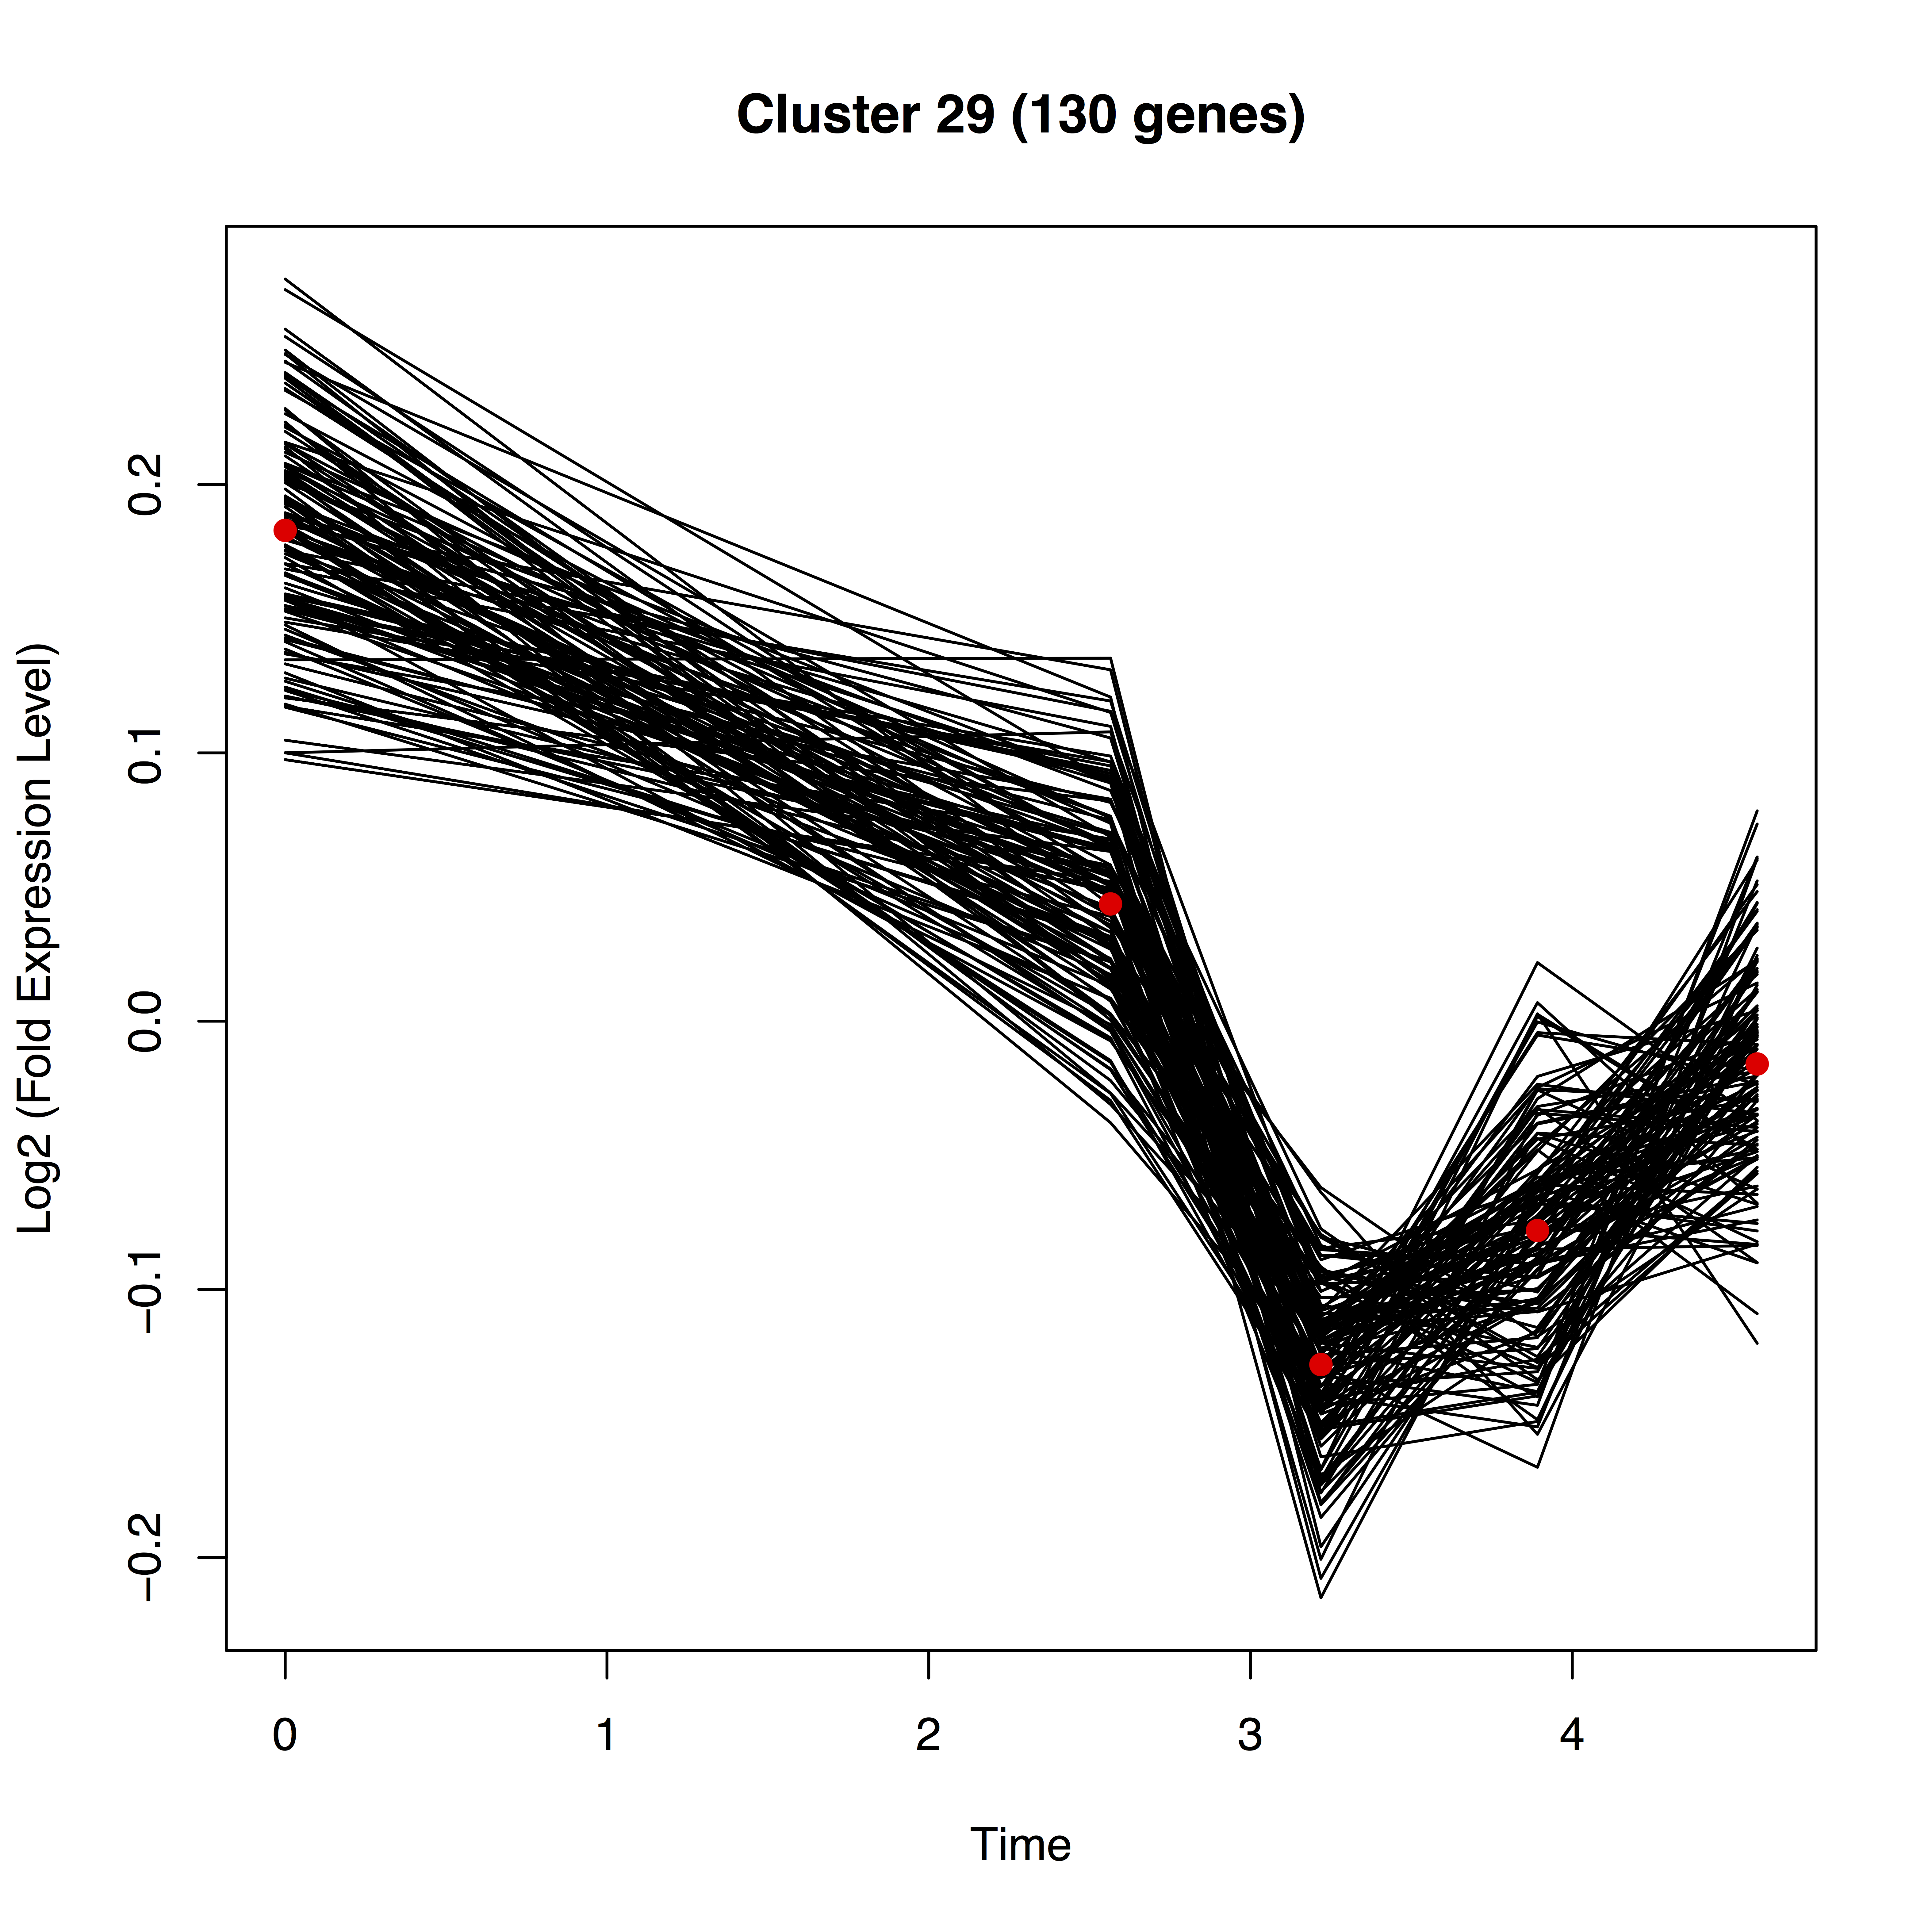 Cluster 29 (130 genes)
Log2 (Fold Expression Level)
0.2
0.1
0.0
−0.1
−0.2
0 1 2 3 4
Time